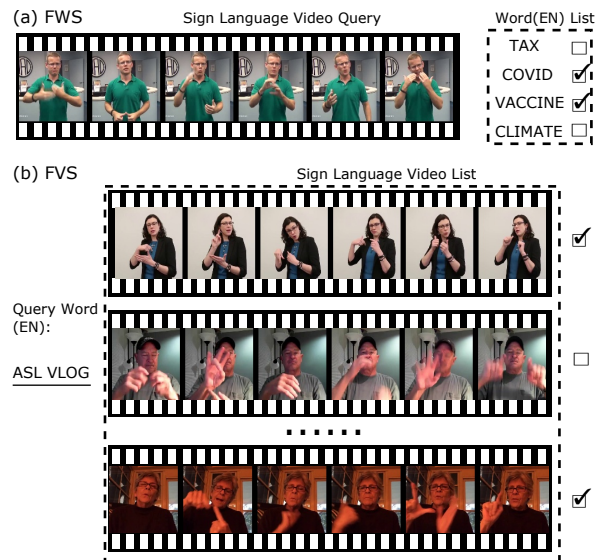 (a) FWS
Sign Language Video Query
Word(EN) List
TAX
COVID
VACCINE
CLIMATE
(b) FVS
Sign Language Video List
Query Word
(EN):
ASL VLOG
......